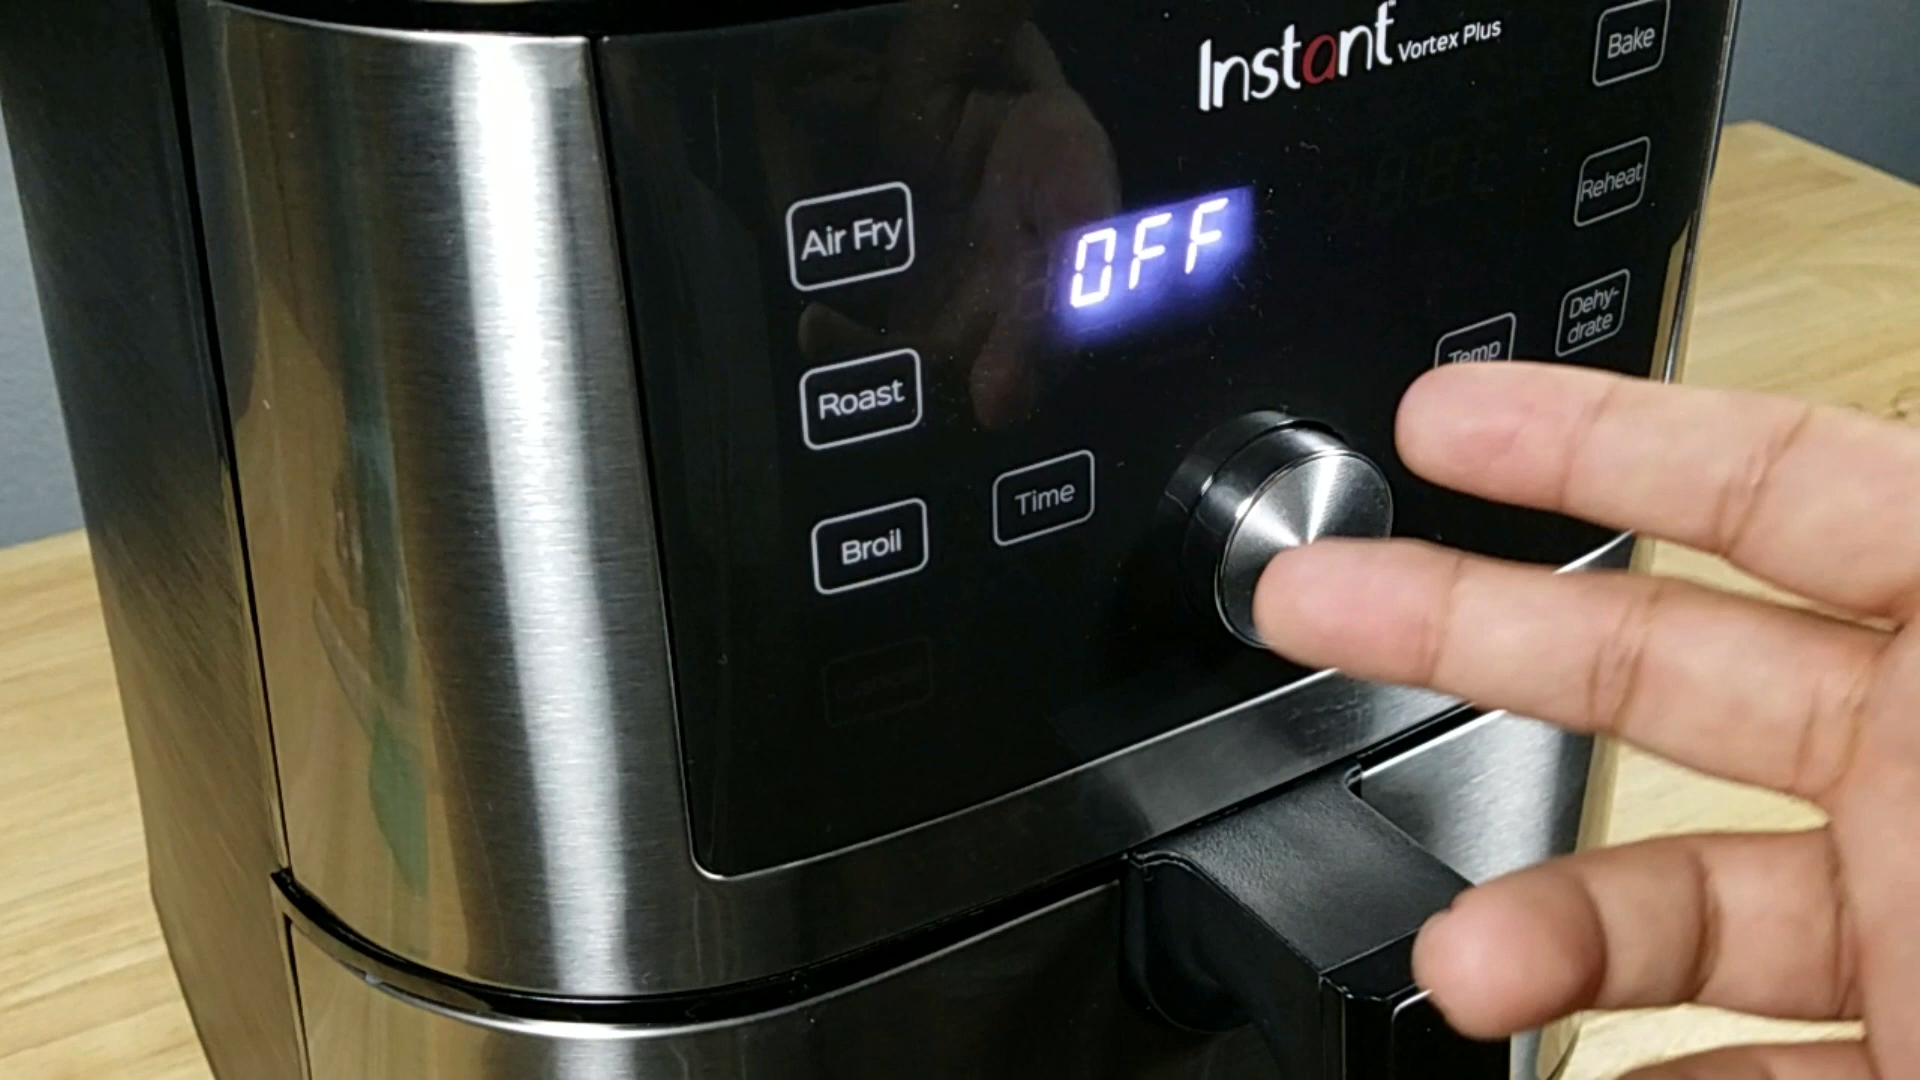 Instant Vortex Plus
Bake
Air Fry
OFF
Reheat
Dehy-
drate
Temp
Roast
Time
Broil